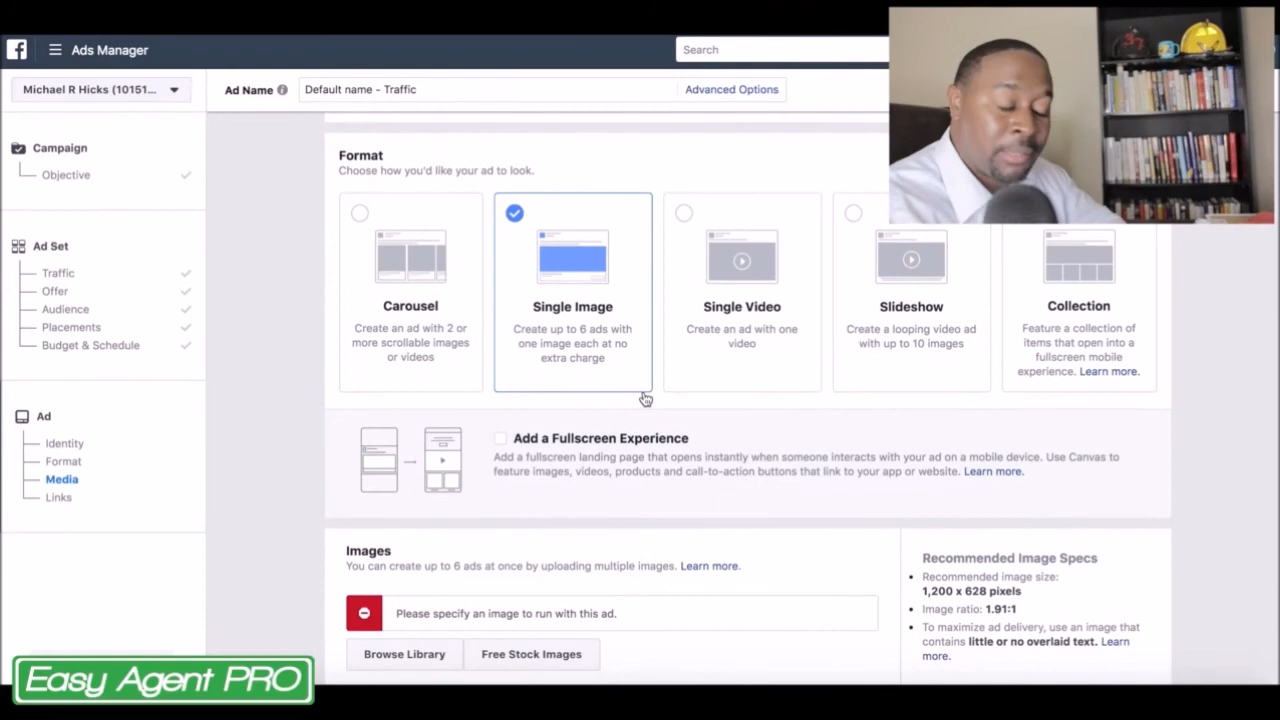 Ads Manager
Search
Michael R Hicks (10151...
Ad Name
Default name - Traffic
Advanced Options
Campaign
Objective
Ad Set
Traffic
Offer
Audience
Placements
Budget & Schedule
Ad
Identity
Format
Media
Links
Format
Choose how you'd like your ad to look.
Carousel
Create an ad with 2 or
more scrollable images
or videos
Single Image
Create up to 6 ads with
one image each at no
extra charge
Single Video
Create an ad with one
video
Slideshow
Create a looping video ad
with up to 10 images
Collection
Feature a collection of
items that open into a
fullscreen mobile
experience. Learn more.
Add a Fullscreen Experience
Add a fullscreen landing page that opens instantly when someone interacts with your ad on a mobile device. Use Canvas to
feature images, videos, products and call-to-action buttons that link to your app or website. Learn more.
Images
You can create up to 6 ads at once by uploading multiple images. Learn more.
Please specify an image to run with this ad.
Browse Library
Free Stock Images
Recommended Image Specs
Recommended image size:
1,200 x 628 pixels
Image ratio: 1.91:1
To maximize ad delivery, use an image that
contains little or no overlaid text. Learn
more.
Easy Agent PRO